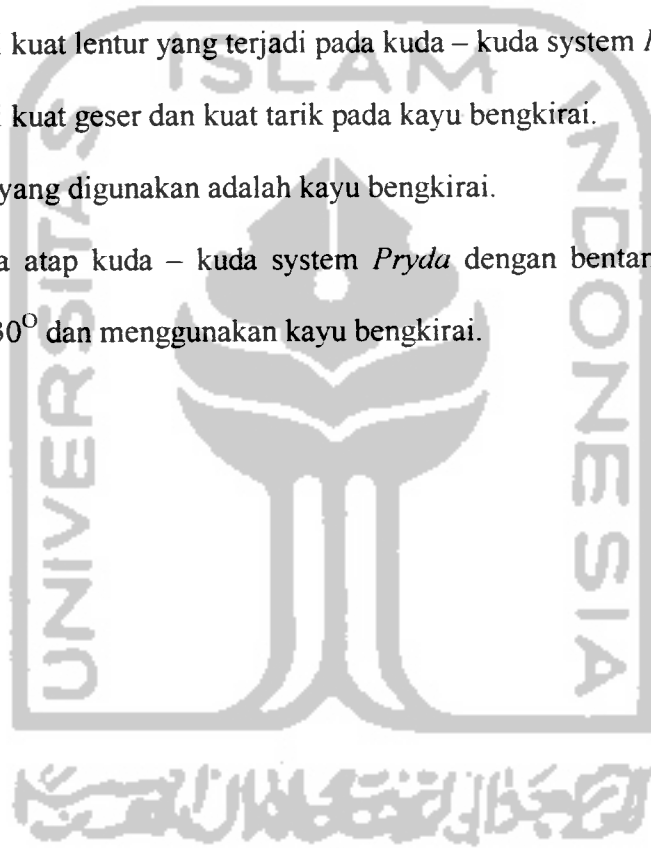 kuat lentur yang terjadi pada kuda – kuda system
kuat geser dan kuat tarik pada kayu bengkirai.
yang digunakan adalah kayu bengkirai.
atap kuda – kuda system Pryda dengan bentan
30° dan menggunakan kayu bengkirai.
ISLAM
UNIVERSITAS
INDONESIA